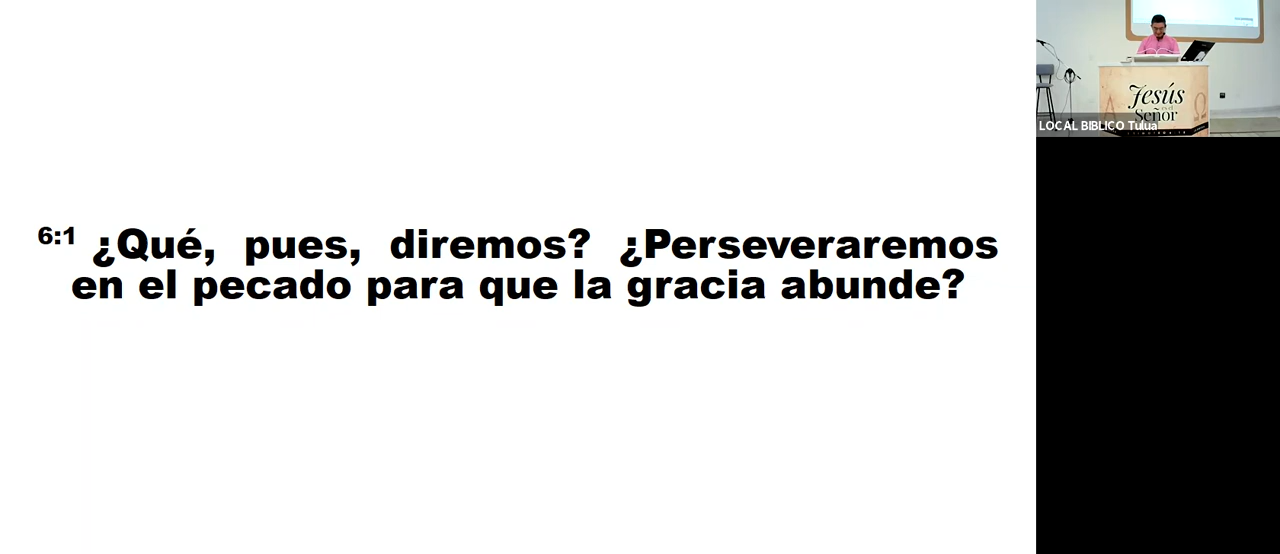 6:1 ¿Qué, pues, diremos? ¿Perseveraremos
en el pecado para que la gracia abunde?
Jesús
es el
Señor
LOCAL BIBLICO Tulua